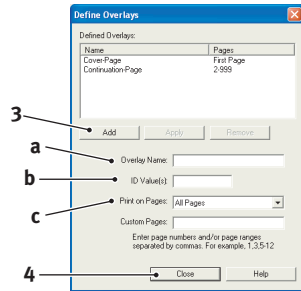 Define Overlays
Defined Overlays:
Name Pages
Cover-Page First Page
Continuation-Page 2-999
3 Add Apply Remove
a Overlay Name:
b ID Value(s):
c Print on Pages: All Pages
Custom Pages:
Enter page numbers and/or page ranges
separated by commas. For example, 1,3,5-12
4 Close Help